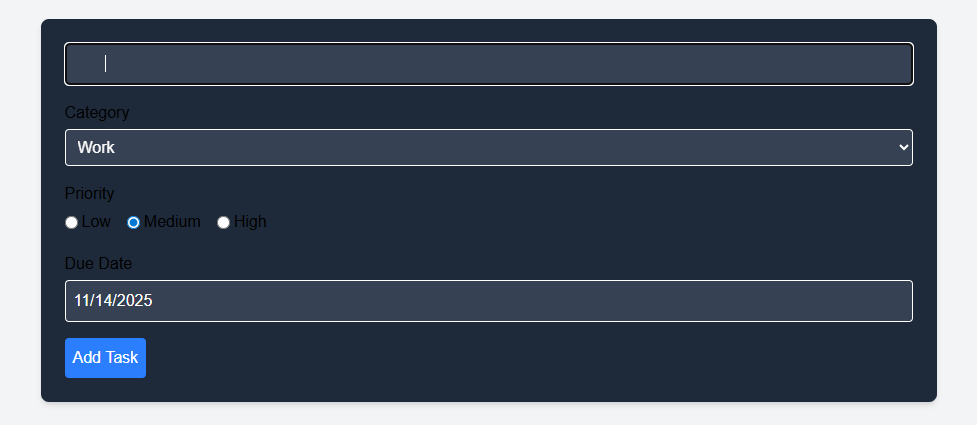 Category
Work
Priority
Low Medium High
Due Date
11/14/2025
Add Task